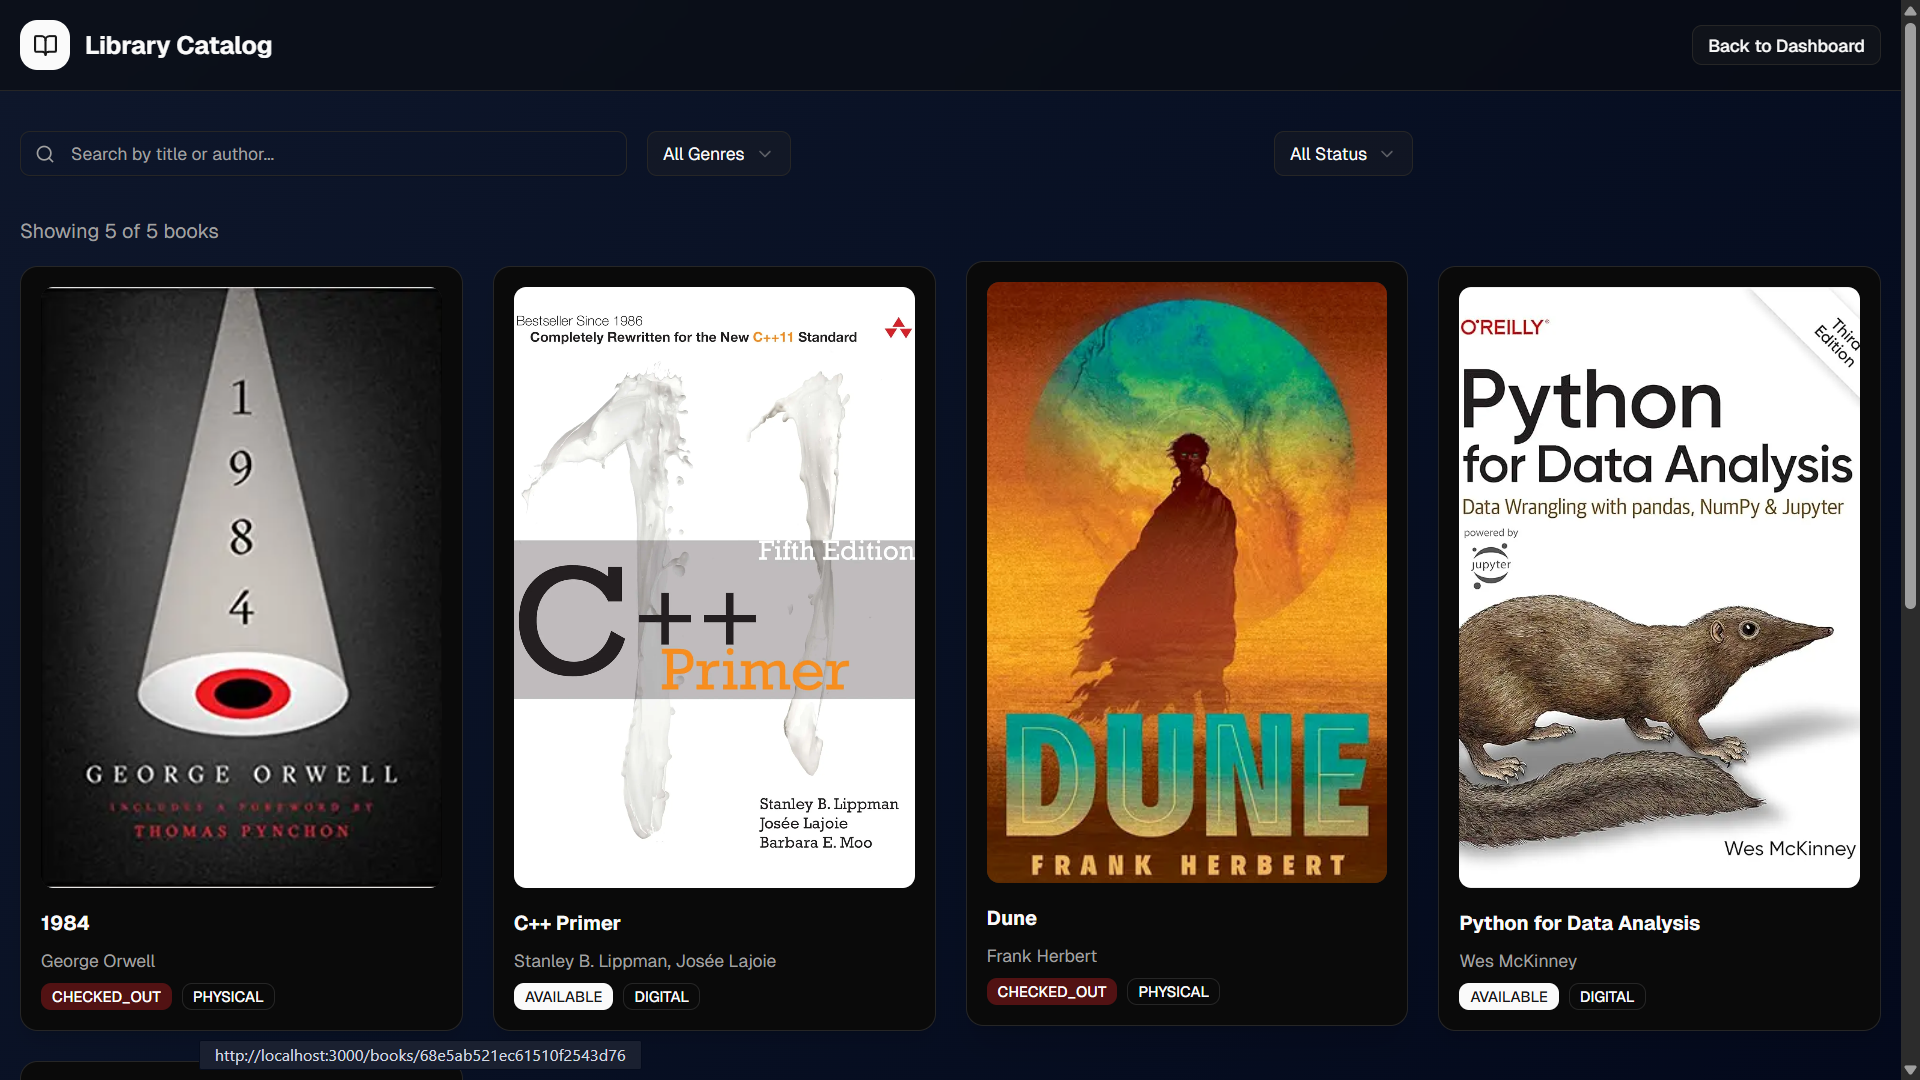 Library Catalog
Back to Dashboard
Search by title or author...
All Genres
All Status
Showing 5 of 5 books
1
9
8
4
GEORGE ORWELL
INCLUDES A FOREWORD BY
THOMAS PYNCHON
1984
George Orwell
CHECKED_OUT
PHYSICAL
Bestseller Since 1986
Completely Rewritten for the New C++11 Standard
Fifth Edition
C++
Primer
Stanley B. Lippman
Josée Lajoie
Barbara E. Moo
C++ Primer
Stanley B. Lippman, Josée Lajoie
AVAILABLE
DIGITAL
DUNE
FRANK HERBERT
Dune
Frank Herbert
CHECKED_OUT
PHYSICAL
O'REILLY®
Third
Edition
Python
for Data Analysis
Data Wrangling with pandas, NumPy & Jupyter
powered by
jupyter
Wes McKinney
Python for Data Analysis
Wes McKinney
AVAILABLE
DIGITAL
http://localhost:3000/books/68e5ab521ec61510f2543d76